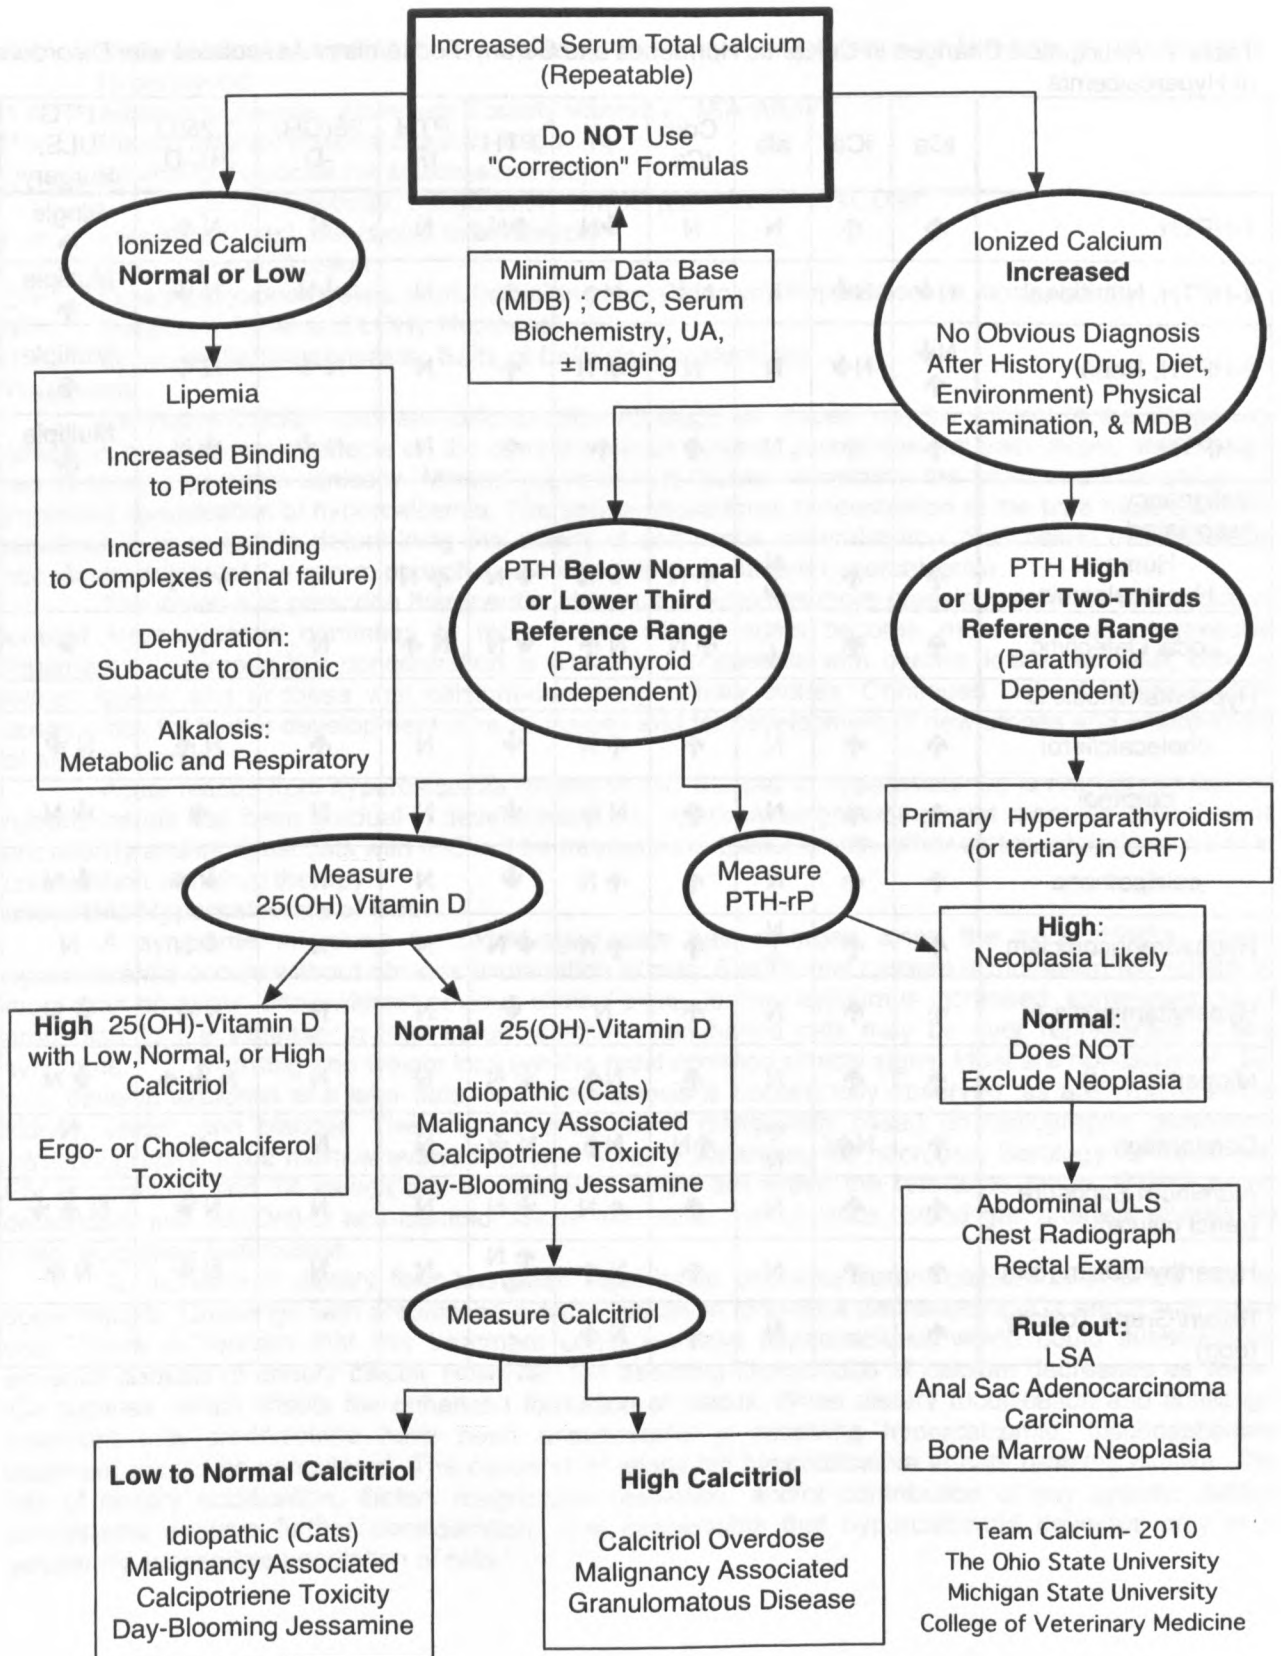 Increased Serum Total Calcium
(Repeatable)
Do NOT Use
"Correction" Formulas
Ionized Calcium
Normal or Low
Minimum Data Base
(MDB) ; CBC, Serum
Biochemistry, UA,
± Imaging
Ionized Calcium
Increased
No Obvious Diagnosis
After History(Drug, Diet,
Environment) Physical
Examination, & MDB
Lipemia
Increased Binding
to Proteins
Increased Binding
to Complexes (renal failure)
Dehydration:
Subacute to Chronic
Alkalosis:
Metabolic and Respiratory
PTH Below Normal
or Lower Third
Reference Range
(Parathyroid
Independent)
PTH High
or Upper Two-Thirds
Reference Range
(Parathyroid
Dependent)
Primary Hyperparathyroidism
(or tertiary in CRF)
Measure
25(OH) Vitamin D
Measure
PTH-rP
High:
Neoplasia Likely
Normal:
Does NOT
Exclude Neoplasia
High 25(OH)-Vitamin D
with Low,Normal, or High
Calcitriol
Ergo- or Cholecalciferol
Toxicity
Normal 25(OH)-Vitamin D
Idiopathic (Cats)
Malignancy Associated
Calcipotriene Toxicity
Day-Blooming Jessamine
Abdominal ULS
Chest Radiograph
Rectal Exam
Rule out:
LSA
Anal Sac Adenocarcinoma
Carcinoma
Bone Marrow Neoplasia
Measure Calcitriol
Low to Normal Calcitriol
Idiopathic (Cats)
Malignancy Associated
Calcipotriene Toxicity
Day-Blooming Jessamine
High Calcitriol
Calcitriol Overdose
Malignancy Associated
Granulomatous Disease
Team Calcium- 2010
The Ohio State University
Michigan State University
College of Veterinary Medicine